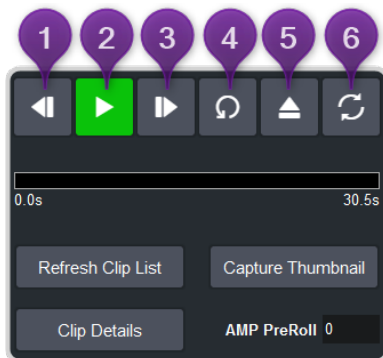 1 2 3 4 5 6
0.0s 30.5s
Refresh Clip List Capture Thumbnail
Clip Details AMP PreRoll 0